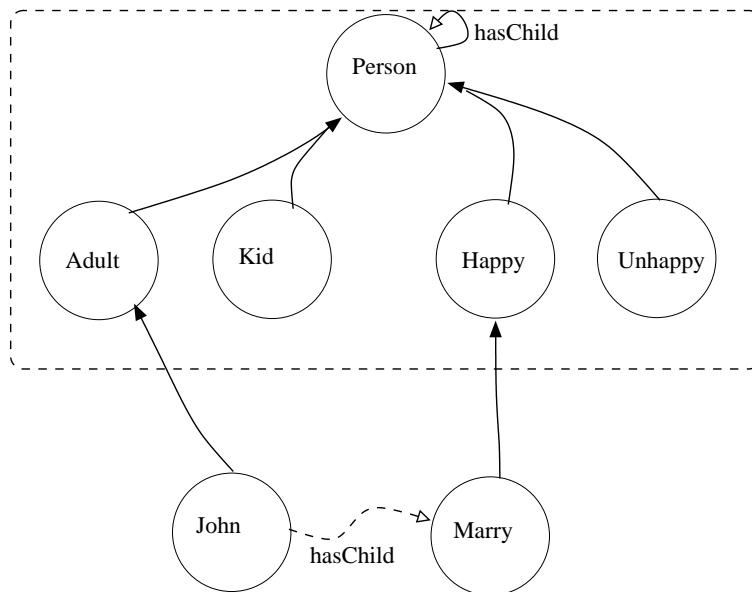 hasChild
Person
Adult
Kid
Happy
Unhappy
John
Marry
hasChild